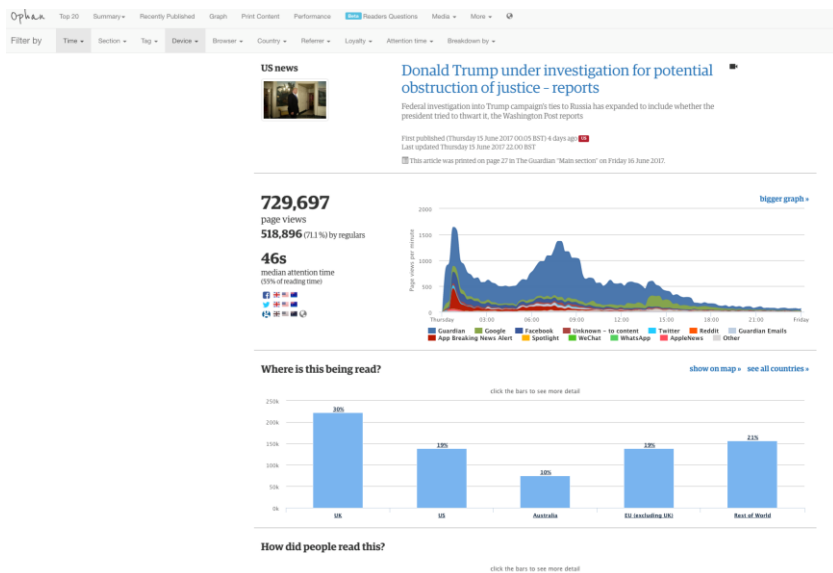 Ophan Top 20 Summary Recently Published Graph Print Content Performance Beta Readers Questions Media More
Filter by Time Section Tag Device Browser Country Referrer Loyalty Attention time Breakdown by
US news
Donald Trump under investigation for potential
obstruction of justice – reports
Federal investigation into Trump campaign's ties to Russia has expanded to include whether the
president tried to thwart it, the Washington Post reports
First published (Thursday 15 June 2017 00.05 BST) 4 days ago US
Last updated Thursday 15 June 2017 22.00 BST
This article was printed on page 27 in The Guardian "Main section" on Friday 16 June 2017.
729,697
page views
518,896 (71.1%) by regulars
46s
median attention time
(55% of reading time)
bigger graph »
Page views per minute
2000
1500
1000
500
0
Thursday 03:00 06:00 09:00 12:00 15:00 18:00 21:00 Friday
Guardian Google Facebook Unknown - to content Twitter Reddit Guardian Emails
App Breaking News Alert Spotlight WeChat WhatsApp AppleNews Other
Where is this being read?
show on map » see all countries »
click the bars to see more detail
250k
200k
150k
100k
50k
0k
30% 19% 10% 19% 21%
UK US Australia EU (excluding UK) Rest of World
How did people read this?
click the bars to see more detail